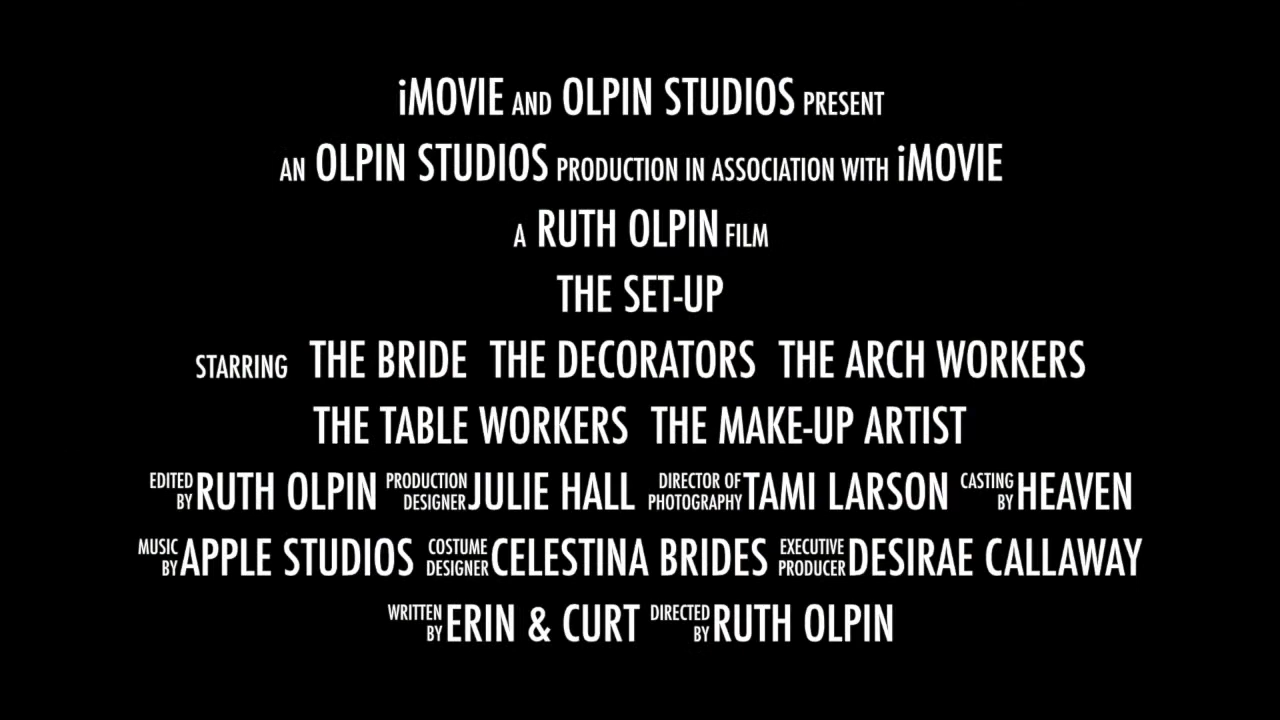 iMOVIE AND OLPIN STUDIOS PRESENT
AN OLPIN STUDIOS PRODUCTION IN ASSOCIATION WITH iMOVIE
A RUTH OLPIN FILM
THE SET-UP
STARRING THE BRIDE THE DECORATORS THE ARCH WORKERS
THE TABLE WORKERS THE MAKE-UP ARTIST
EDITED BY RUTH OLPIN PRODUCTION DESIGNER JULIE HALL DIRECTOR OF PHOTOGRAPHY TAMI LARSON CASTING BY HEAVEN
MUSIC BY APPLE STUDIOS COSTUME DESIGNER CELESTINA BRIDES EXECUTIVE PRODUCER DESIRAE CALLAWAY
WRITTEN BY ERIN & CURT DIRECTED BY RUTH OLPIN